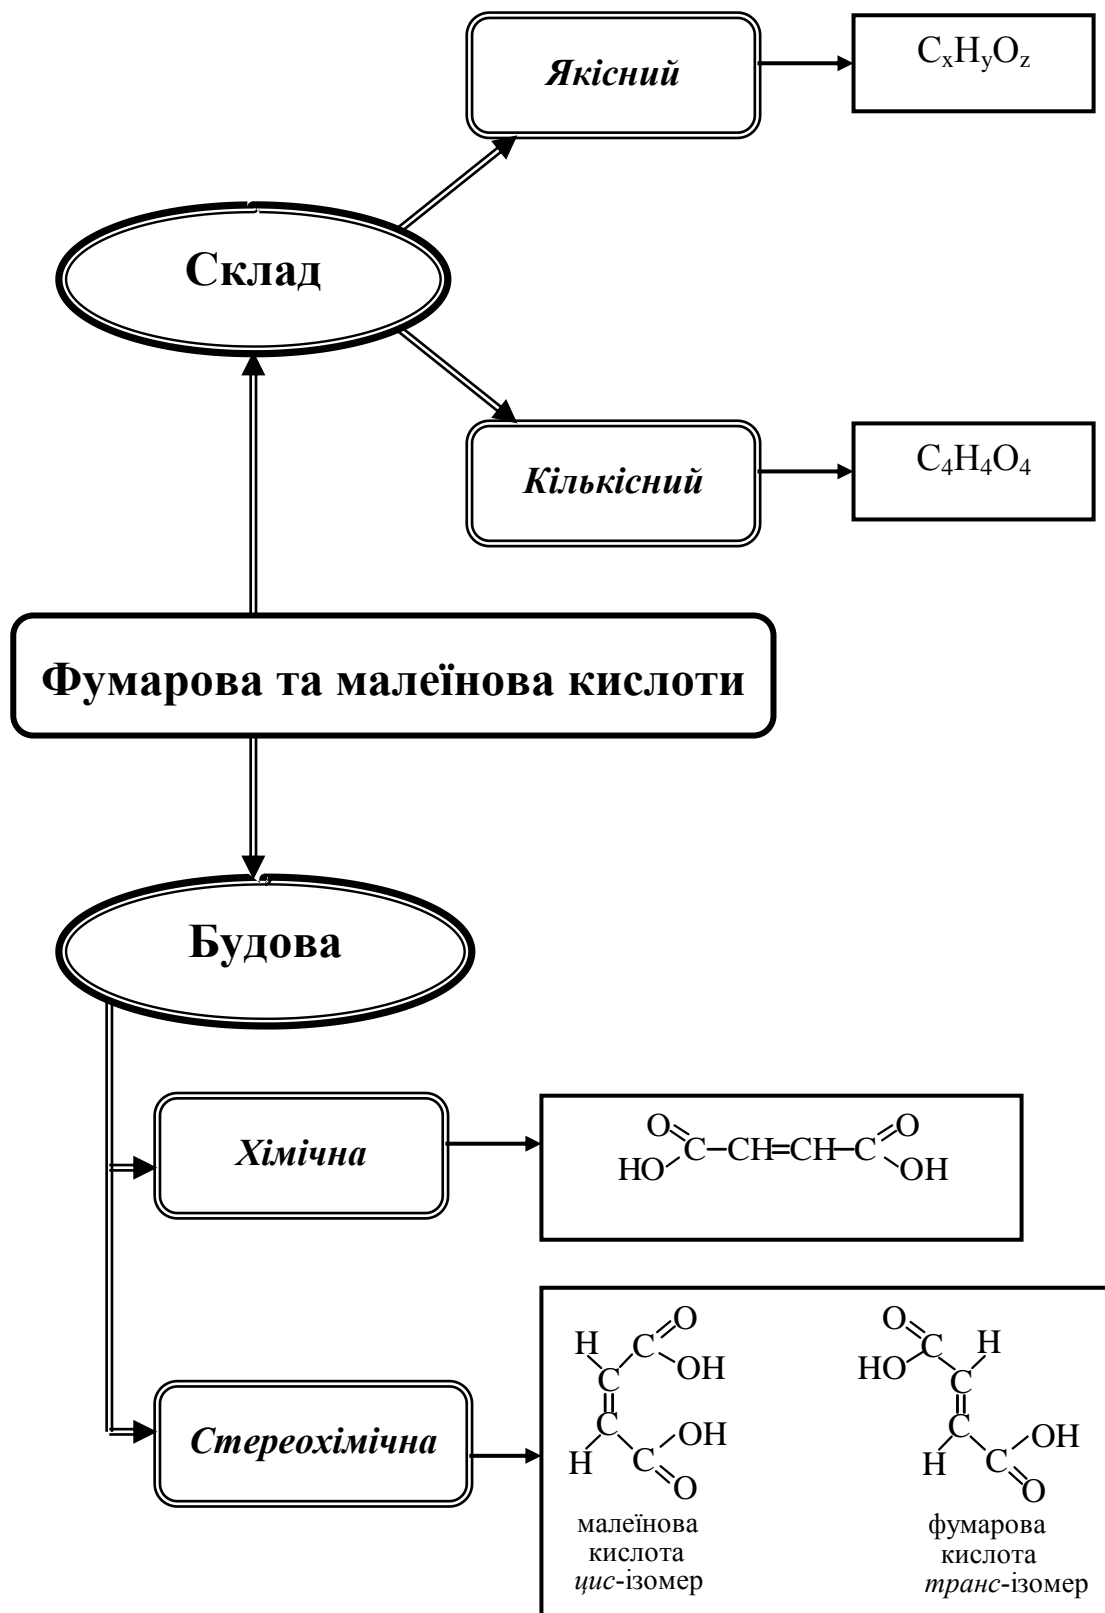 Якісний
CxHyOz
Склад
Кількісний
C4H4O4
Фумарова та малеїнова кислоти
Будова
Хімічна
O O
C–CH=CH–C
HO OH
Стереохімічна
O
H C
OH
C
C OH
H C
O
малеїнова
кислота
цис-ізомер
O
C H
HO
C
C OH
H C
O
фумарова
кислота
транс-ізомер